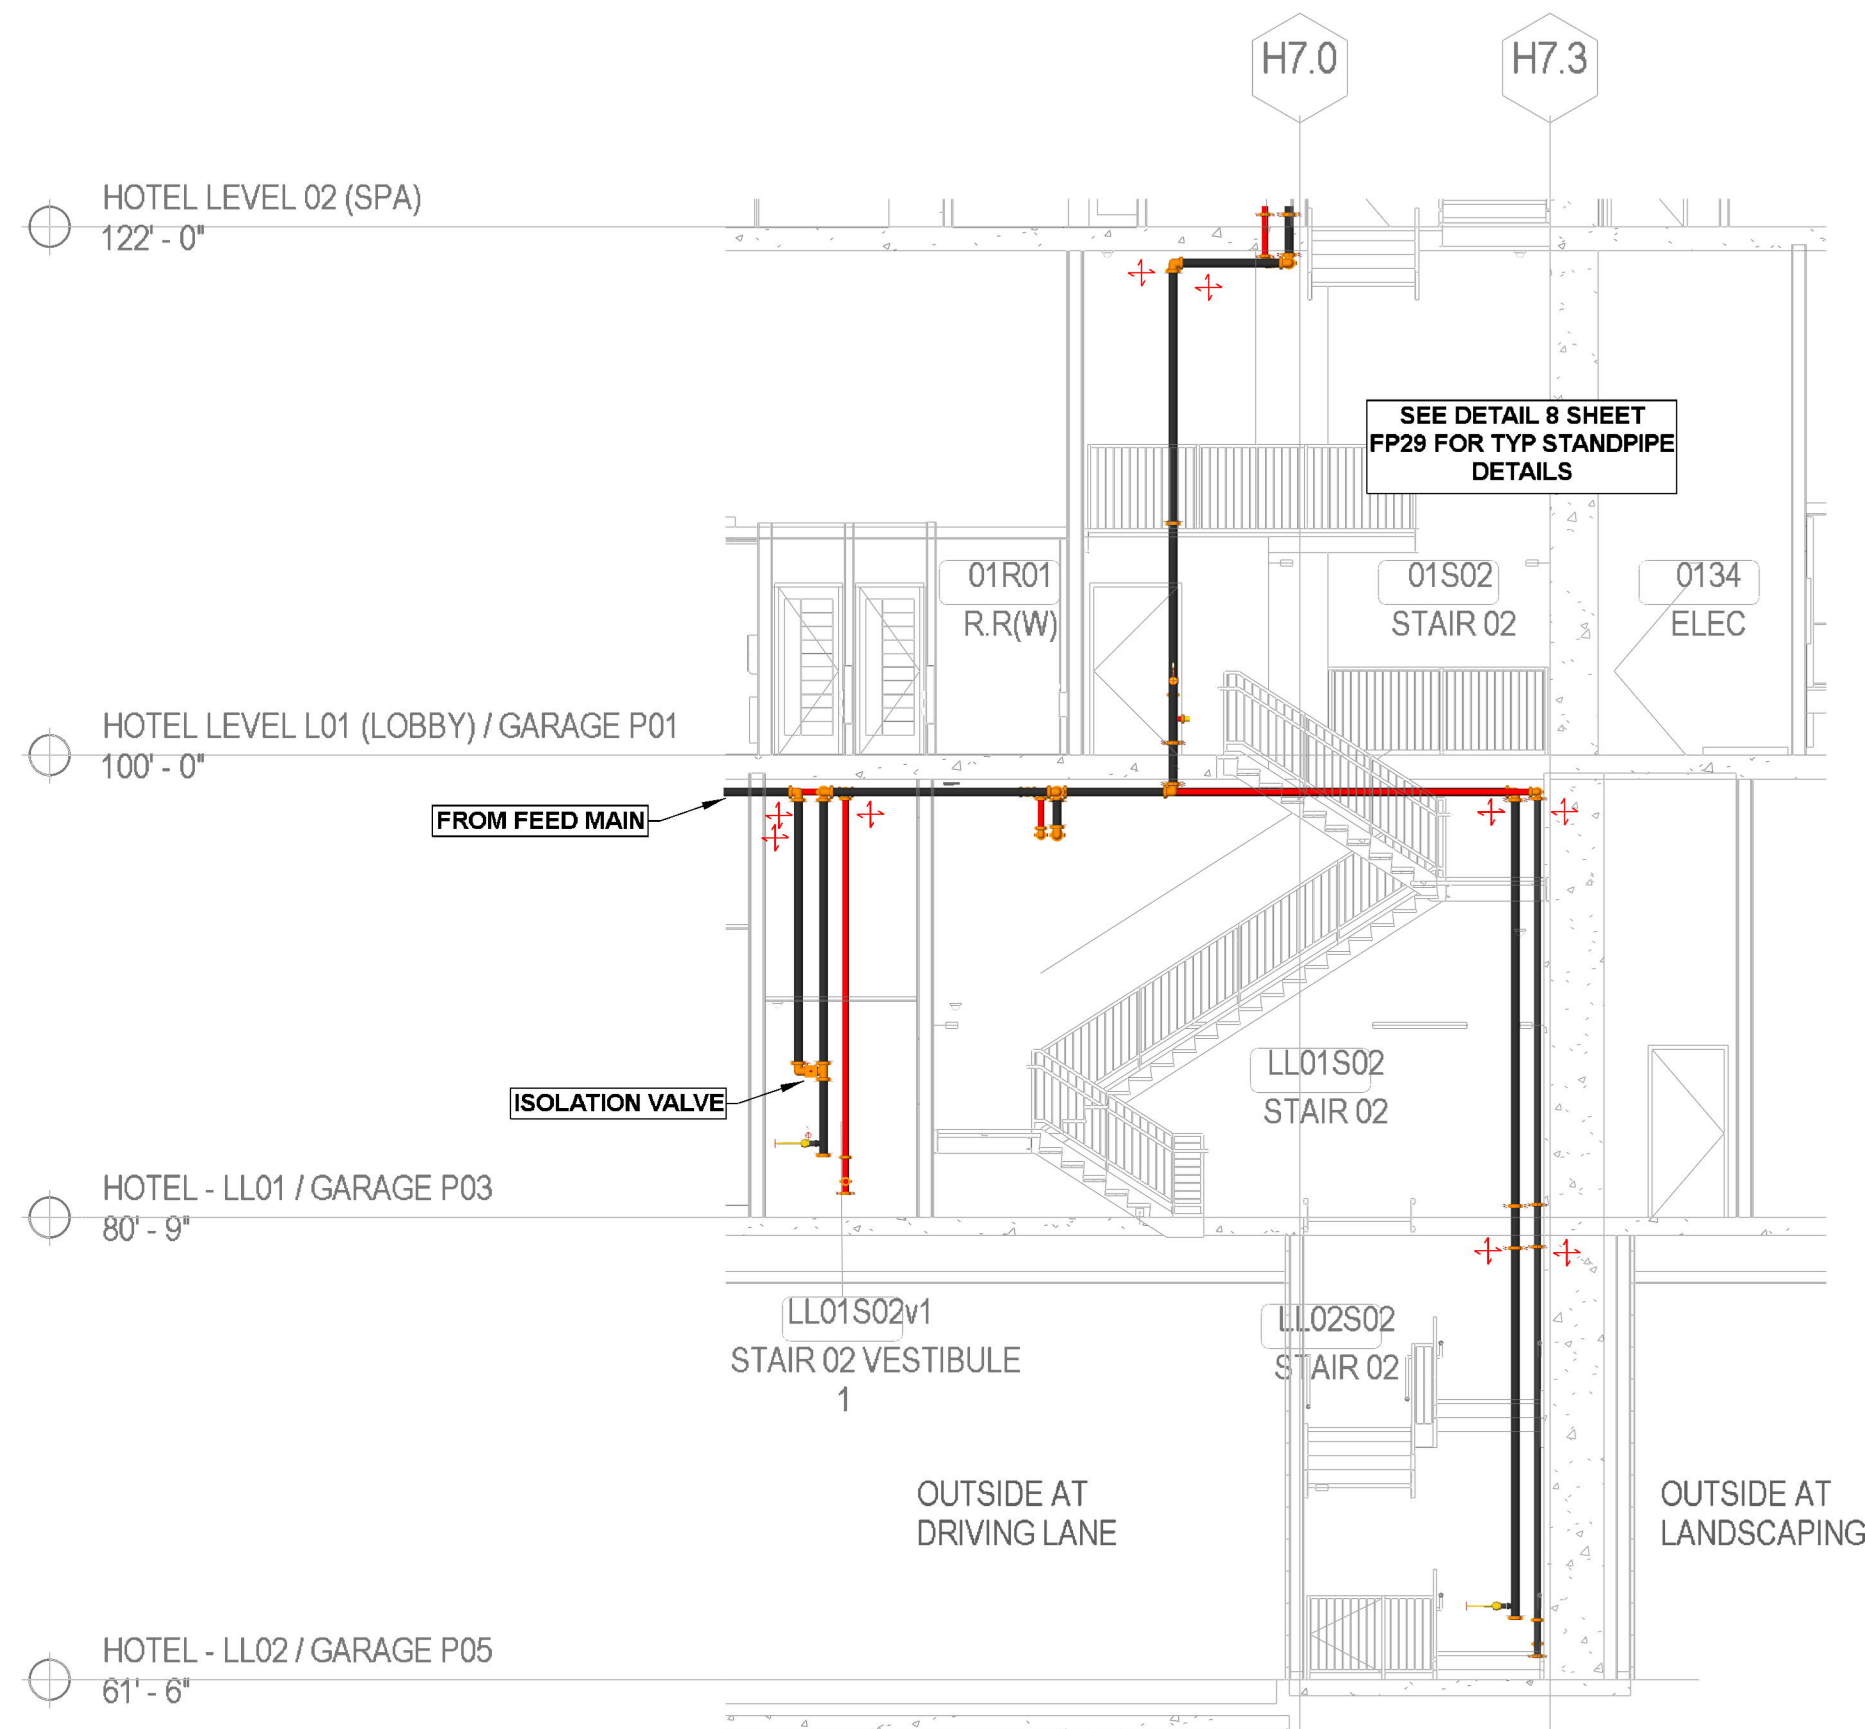 H7.0
H7.3
HOTEL LEVEL 02 (SPA)
122' - 0"
SEE DETAIL 8 SHEET
FP29 FOR TYP STANDPIPE
DETAILS
01R01
R.R(W)
01S02
STAIR 02
0134
ELEC
HOTEL LEVEL L01 (LOBBY) / GARAGE P01
100' - 0"
FROM FEED MAIN
LL01S02
STAIR 02
ISOLATION VALVE
HOTEL - LL01 / GARAGE P03
80' - 9"
LL01S02v1
STAIR 02 VESTIBULE
1
LL02S02
STAIR 02
OUTSIDE AT
DRIVING LANE
OUTSIDE AT
LANDSCAPING
HOTEL - LL02 / GARAGE P05
61' - 6"